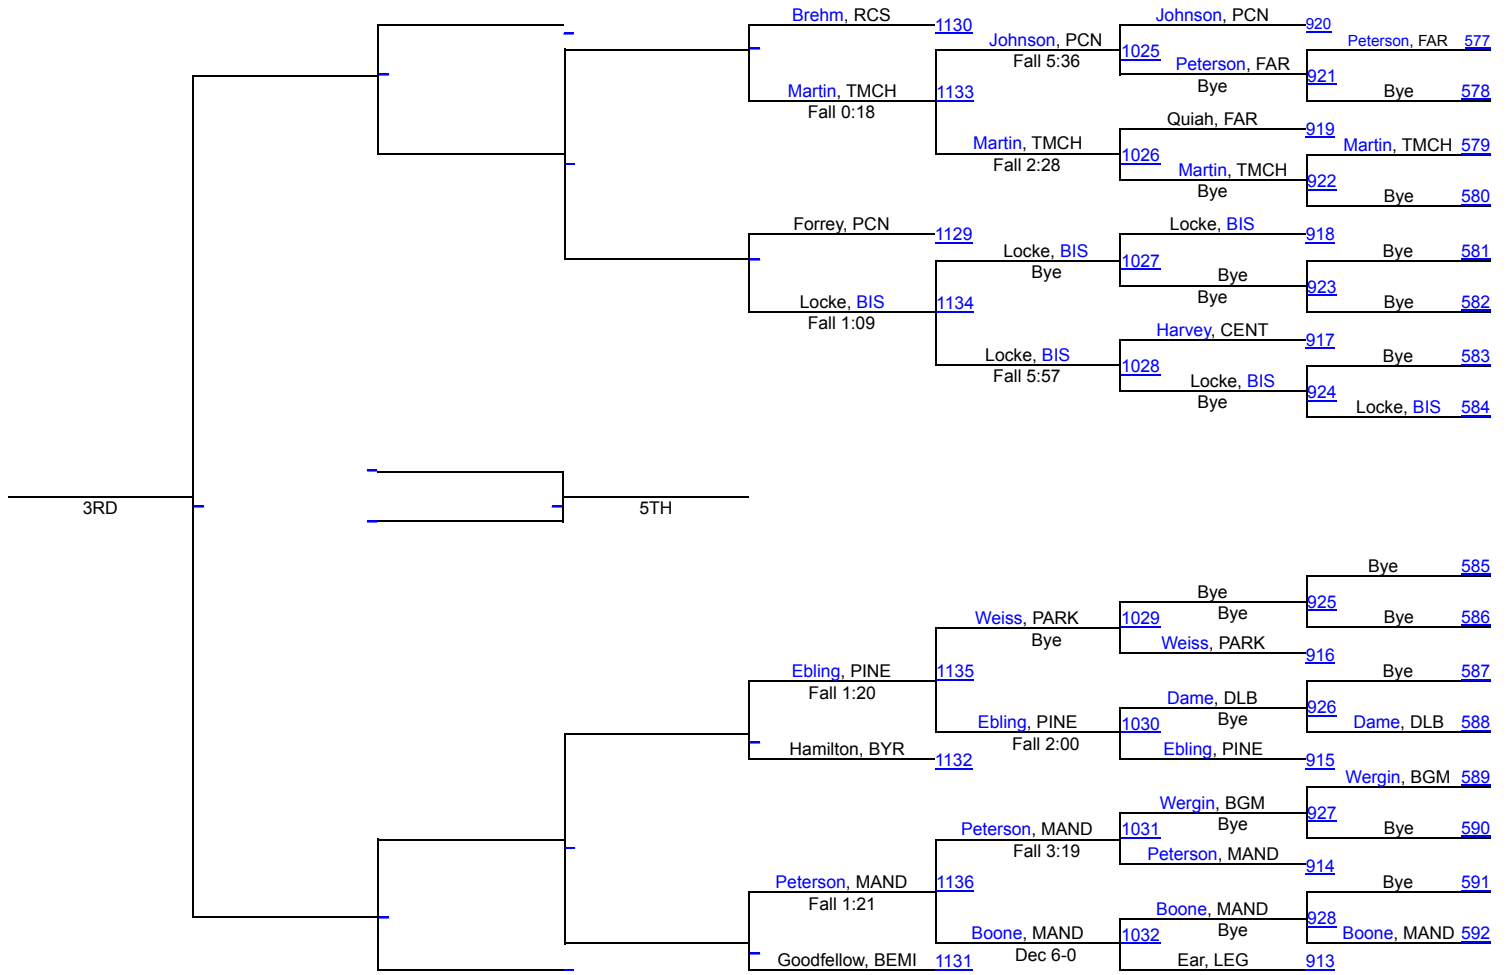 Brehm, RCS
1130
Johnson, PCN
920
Johnson, PCN
Fall 5:36
1025
Peterson, FAR 577
Peterson, FAR
Bye
921
Bye 578
Martin, TMCH
Fall 0:18
1133
Quiah, FAR
919
Martin, TMCH
Fall 2:28
1026
Martin, TMCH 579
Martin, TMCH
Bye
922
Bye 580
Forrey, PCN
1129
Locke, BIS
918
Locke, BIS
Bye
1027
Bye 581
Bye
Bye
923
Bye 582
Locke, BIS
Fall 1:09
1134
Harvey, CENT
917
Locke, BIS
Fall 5:57
1028
Bye 583
Locke, BIS
Bye
924
Locke, BIS 584
3RD
5TH
Bye 585
Bye
Bye
925
Weiss, PARK
Bye
1029
Bye 586
Weiss, PARK
916
Ebling, PINE
Fall 1:20
1135
Bye 587
Dame, DLB
Bye
926
Ebling, PINE
Fall 2:00
1030
Dame, DLB 588
Hamilton, BYR
1132
Ebling, PINE
915
Wergin, BGM 589
Wergin, BGM
Bye
927
Peterson, MAND
Fall 3:19
1031
Bye 590
Peterson, MAND
914
Peterson, MAND
Fall 1:21
1136
Bye 591
Boone, MAND
Bye
928
Boone, MAND
Dec 6-0
1032
Boone, MAND 592
Goodfellow, BEMI
1131
Ear, LEG
913